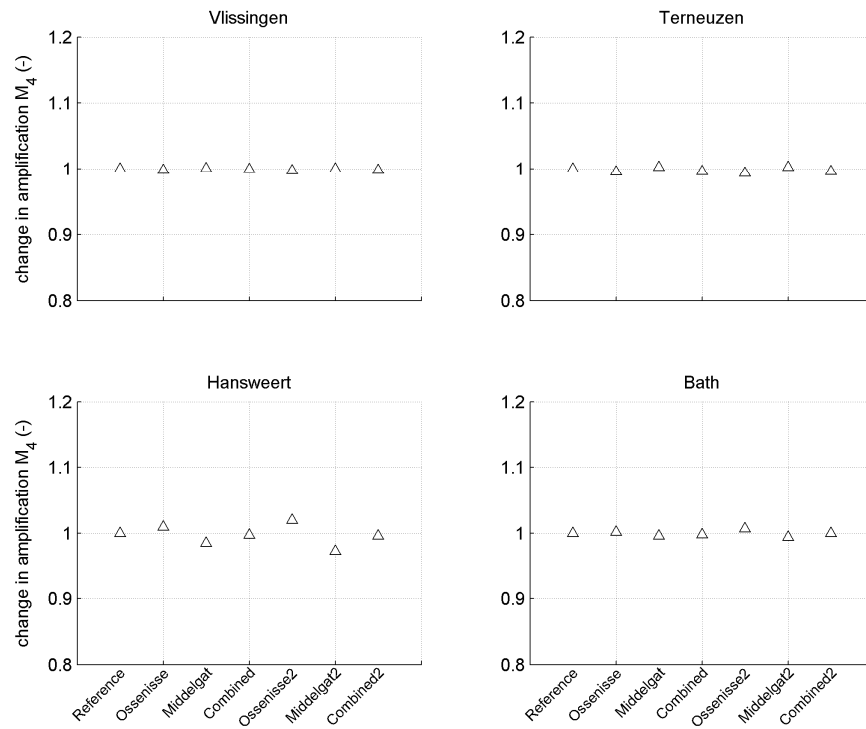 Vlissingen
1.2
1.1
1
0.9
0.8
change in amplification M4 (-)
Terneuzen
1.2
1.1
1
0.9
0.8
Hansweert
1.2
1.1
1
0.9
0.8
change in amplification M4 (-)
Reference
Ossenisse
Middelgat
Combined
Ossenisse2
Middelgat2
Combined2
Bath
1.2
1.1
1
0.9
0.8
Reference
Ossenisse
Middelgat
Combined
Ossenisse2
Middelgat2
Combined2